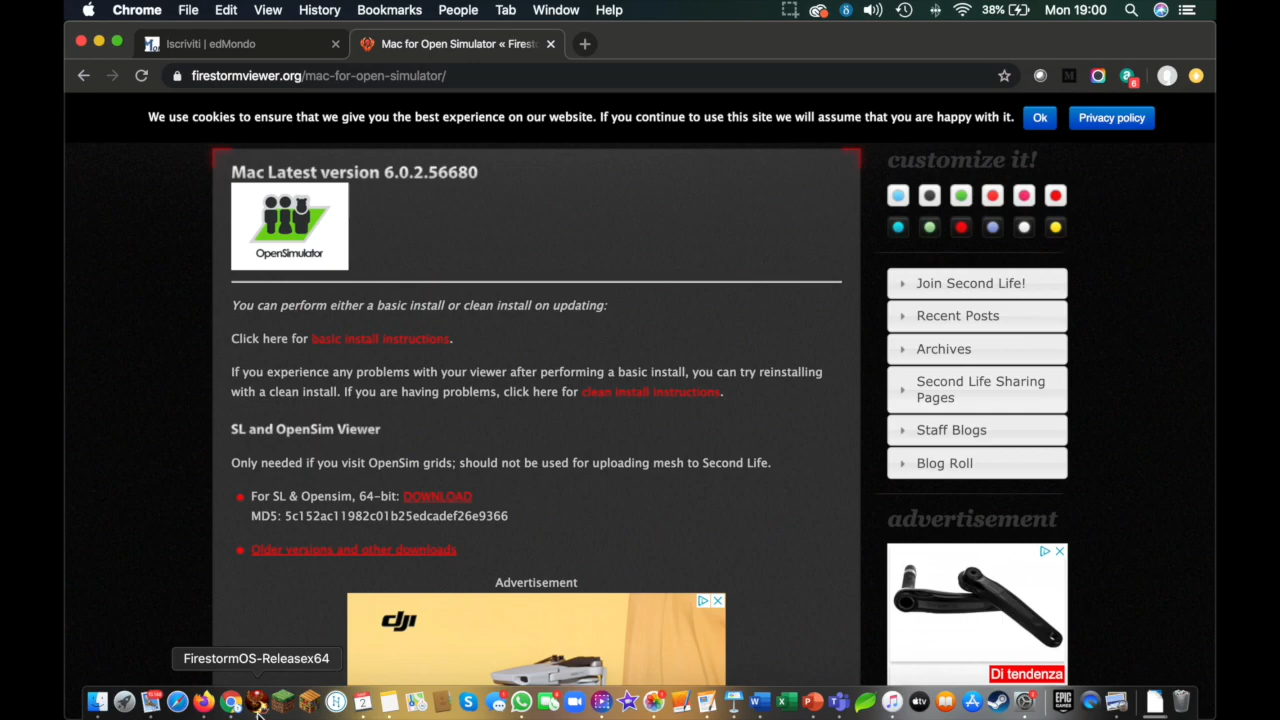 Chrome File Edit View History Bookmarks People Tab Window Help 38% Mon 19:00
Iscriviti | edMondo Mac for Open Simulator « Firest
firestormviewer.org/mac-for-open-simulator/
6
We use cookies to ensure that we give you the best experience on our website. If you continue to use this site we will assume that you are happy with it. Ok Privacy policy
Mac Latest version 6.0.2.56680
OpenSimulator
You can perform either a basic install or clean install on updating:
Click here for basic install instructions.
If you experience any problems with your viewer after performing a basic install, you can try reinstalling
with a clean install. If you are having problems, click here for clean install instructions.
SL and OpenSim Viewer
Only needed if you visit OpenSim grids; should not be used for uploading mesh to Second Life.
For SL & Opensim, 64-bit: DOWNLOAD
MD5: 5c152ac11982c01b25edcadef26e9366
Older versions and other downloads
Advertisement
dji
customize it!
Join Second Life!
Recent Posts
Archives
Second Life Sharing
Pages
Staff Blogs
Blog Roll
advertisement
Di tendenza
FirestormOS-Releasex64